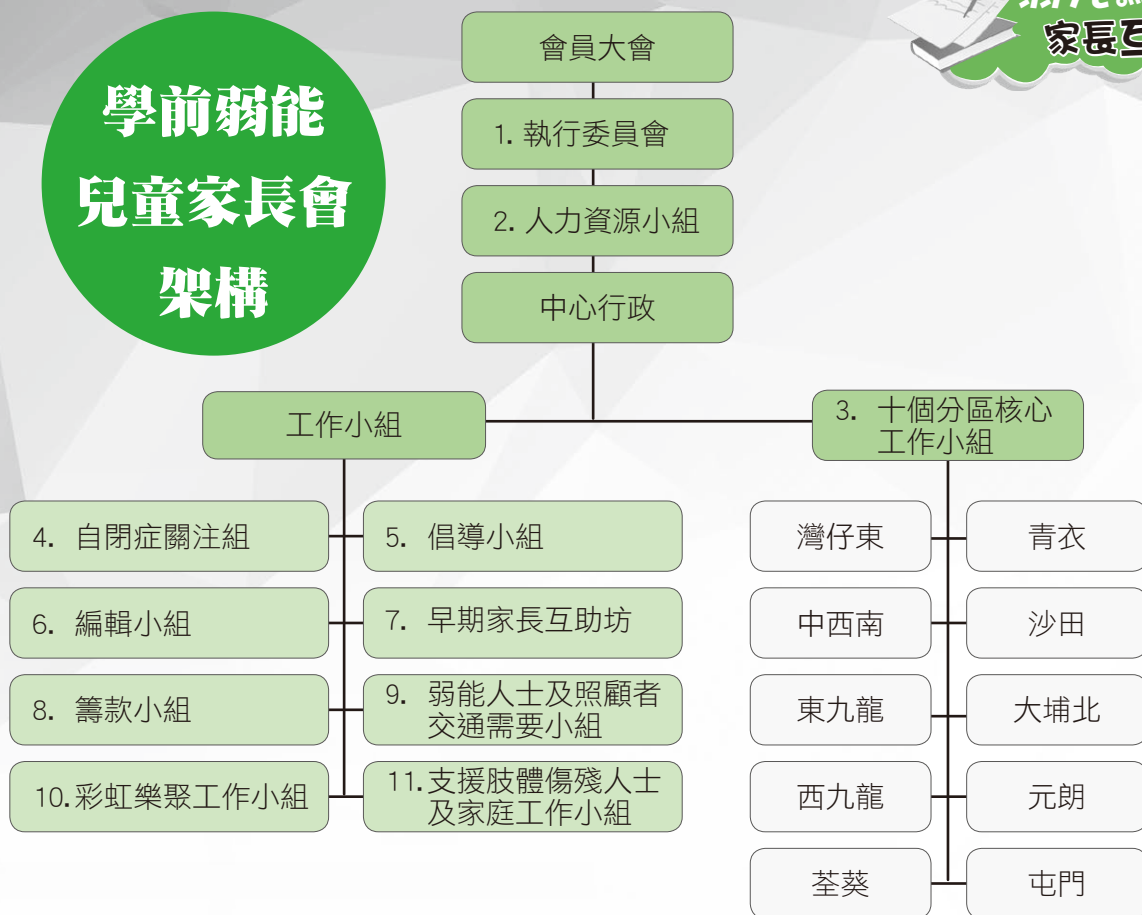 學前弱能
兒童家長會
架構
家長互
會員大會
1. 執行委員會
2. 人力資源小組
中心行政
工作小組
3. 十個分區核心
工作小組
4. 自閉症關注組
5. 倡導小組
6. 編輯小組
7. 早期家長互助坊
8. 籌款小組
9. 弱能人士及照顧者
交通需要小組
10.彩虹樂聚工作小組
11.支援肢體傷殘人士
及家庭工作小組
灣仔東
青衣
中西南
沙田
東九龍
大埔北
西九龍
元朗
荃葵
屯門